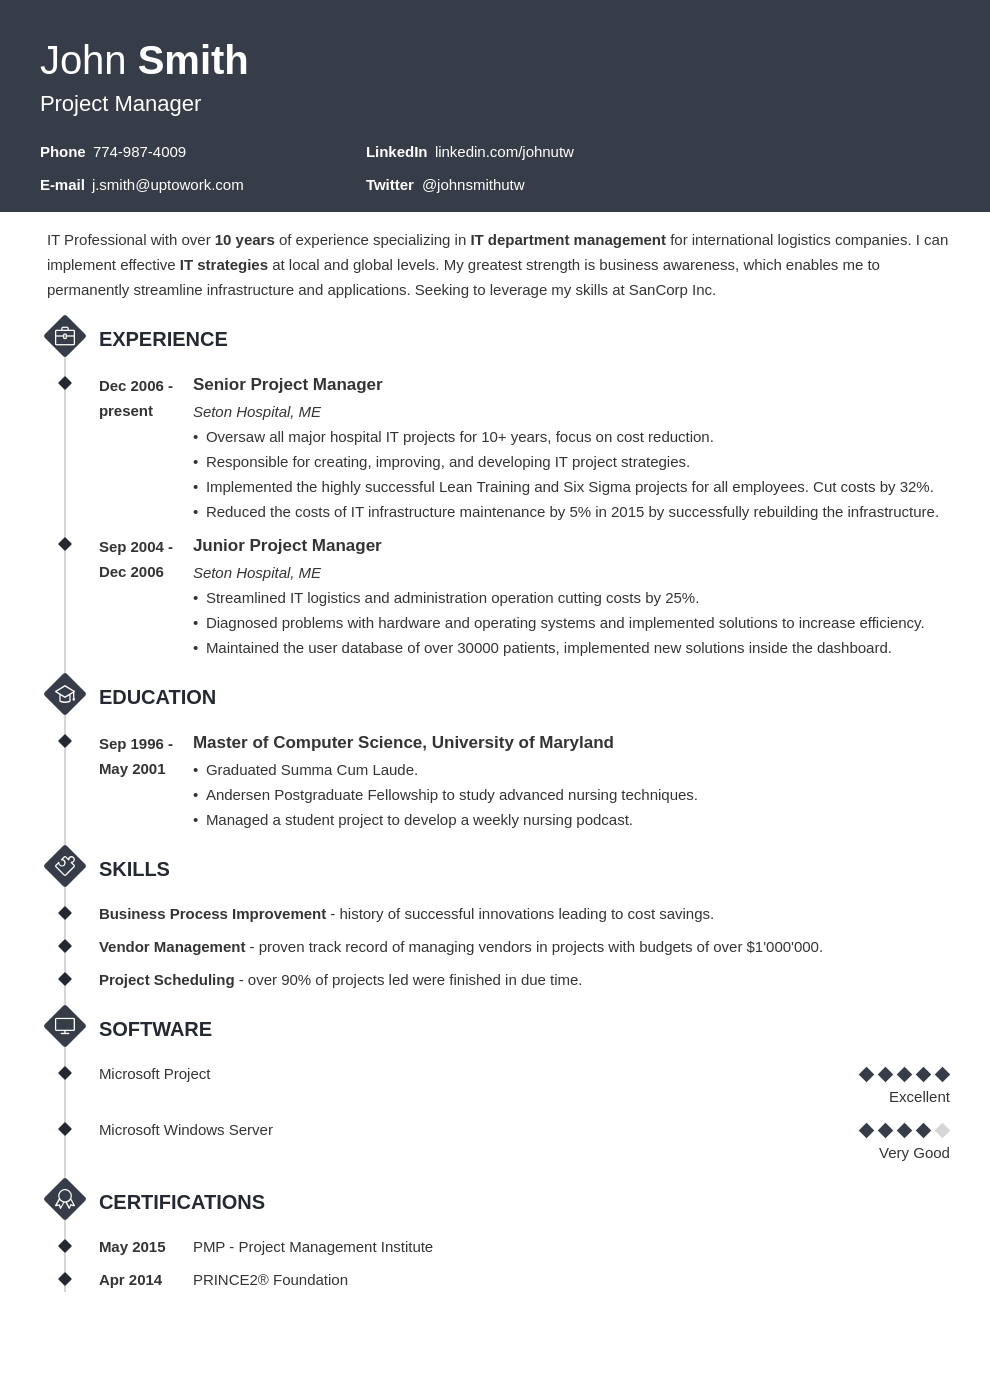 John Smith
Project Manager
Phone 774-987-4009 LinkedIn linkedin.com/johnutw
E-mail j.smith@uptowork.com Twitter @johnsmithutw
IT Professional with over 10 years of experience specializing in IT department management for international logistics companies. I can
implement effective IT strategies at local and global levels. My greatest strength is business awareness, which enables me to
permanently streamline infrastructure and applications. Seeking to leverage my skills at SanCorp Inc.
EXPERIENCE
Dec 2006 - Senior Project Manager
present Seton Hospital, ME
• Oversaw all major hospital IT projects for 10+ years, focus on cost reduction.
• Responsible for creating, improving, and developing IT project strategies.
• Implemented the highly successful Lean Training and Six Sigma projects for all employees. Cut costs by 32%.
• Reduced the costs of IT infrastructure maintenance by 5% in 2015 by successfully rebuilding the infrastructure.
Sep 2004 - Junior Project Manager
Dec 2006 Seton Hospital, ME
• Streamlined IT logistics and administration operation cutting costs by 25%.
• Diagnosed problems with hardware and operating systems and implemented solutions to increase efficiency.
• Maintained the user database of over 30000 patients, implemented new solutions inside the dashboard.
EDUCATION
Sep 1996 - Master of Computer Science, University of Maryland
May 2001 • Graduated Summa Cum Laude.
• Andersen Postgraduate Fellowship to study advanced nursing techniques.
• Managed a student project to develop a weekly nursing podcast.
SKILLS
Business Process Improvement - history of successful innovations leading to cost savings.
Vendor Management - proven track record of managing vendors in projects with budgets of over $1'000'000.
Project Scheduling - over 90% of projects led were finished in due time.
SOFTWARE
Microsoft Project
Excellent
Microsoft Windows Server
Very Good
CERTIFICATIONS
May 2015 PMP - Project Management Institute
Apr 2014 PRINCE2® Foundation